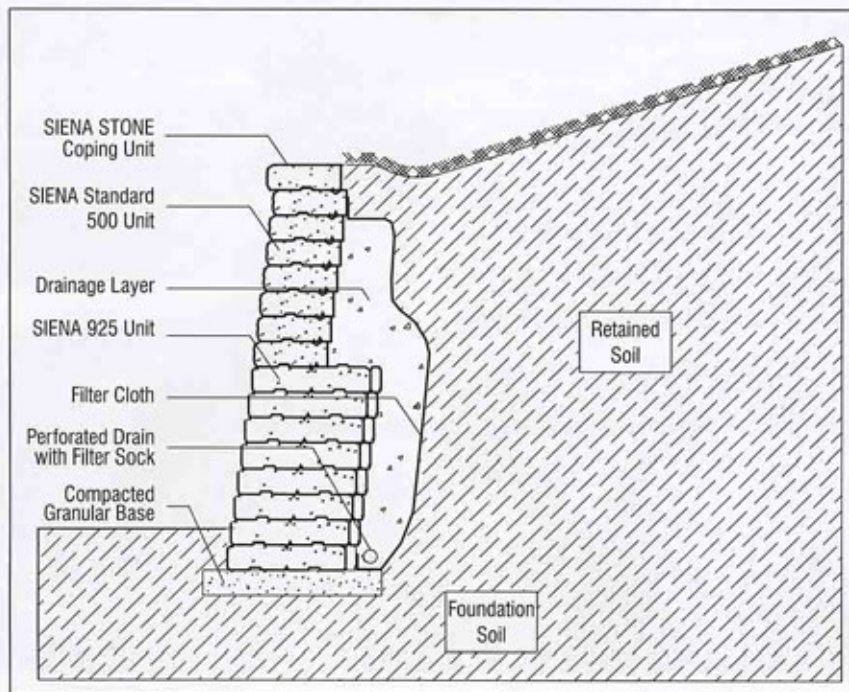 SIENA STONE
Coping Unit
SIENA Standard
500 Unit
Drainage Layer
SIENA 925 Unit
Filter Cloth
Perforated Drain
with Filter Sock
Compacted
Granular Base
Retained
Soil
Foundation
Soil